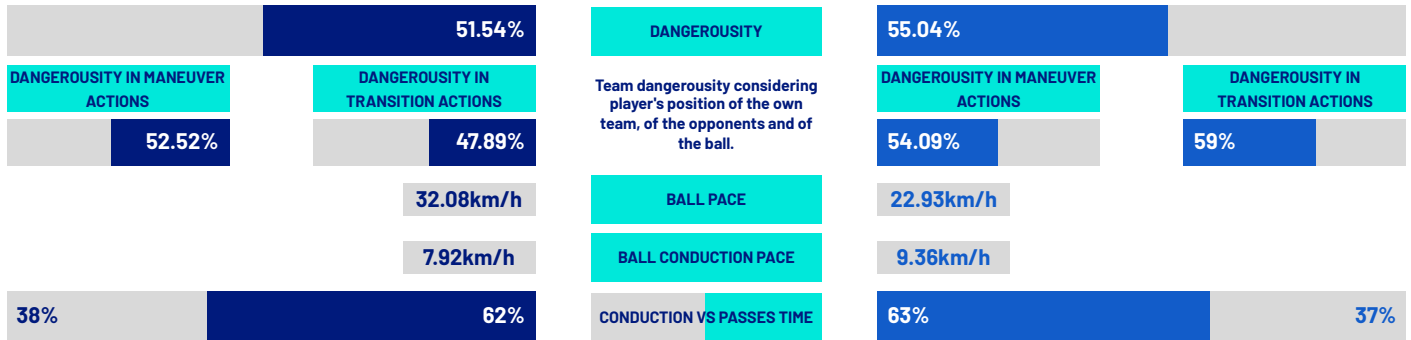 51.54%
DANGEROUSITY
55.04%
DANGEROUSITY IN MANEUVER
ACTIONS
DANGEROUSITY IN
TRANSITION ACTIONS
Team dangerousity considering
player's position of the own
team, of the opponents and of
the ball.
DANGEROUSITY IN MANEUVER
ACTIONS
DANGEROUSITY IN
TRANSITION ACTIONS
52.52%
47.89%
54.09%
59%
32.08km/h
BALL PACE
22.93km/h
7.92km/h
BALL CONDUCTION PACE
9.36km/h
38%
62%
CONDUCTION VS PASSES TIME
63%
37%